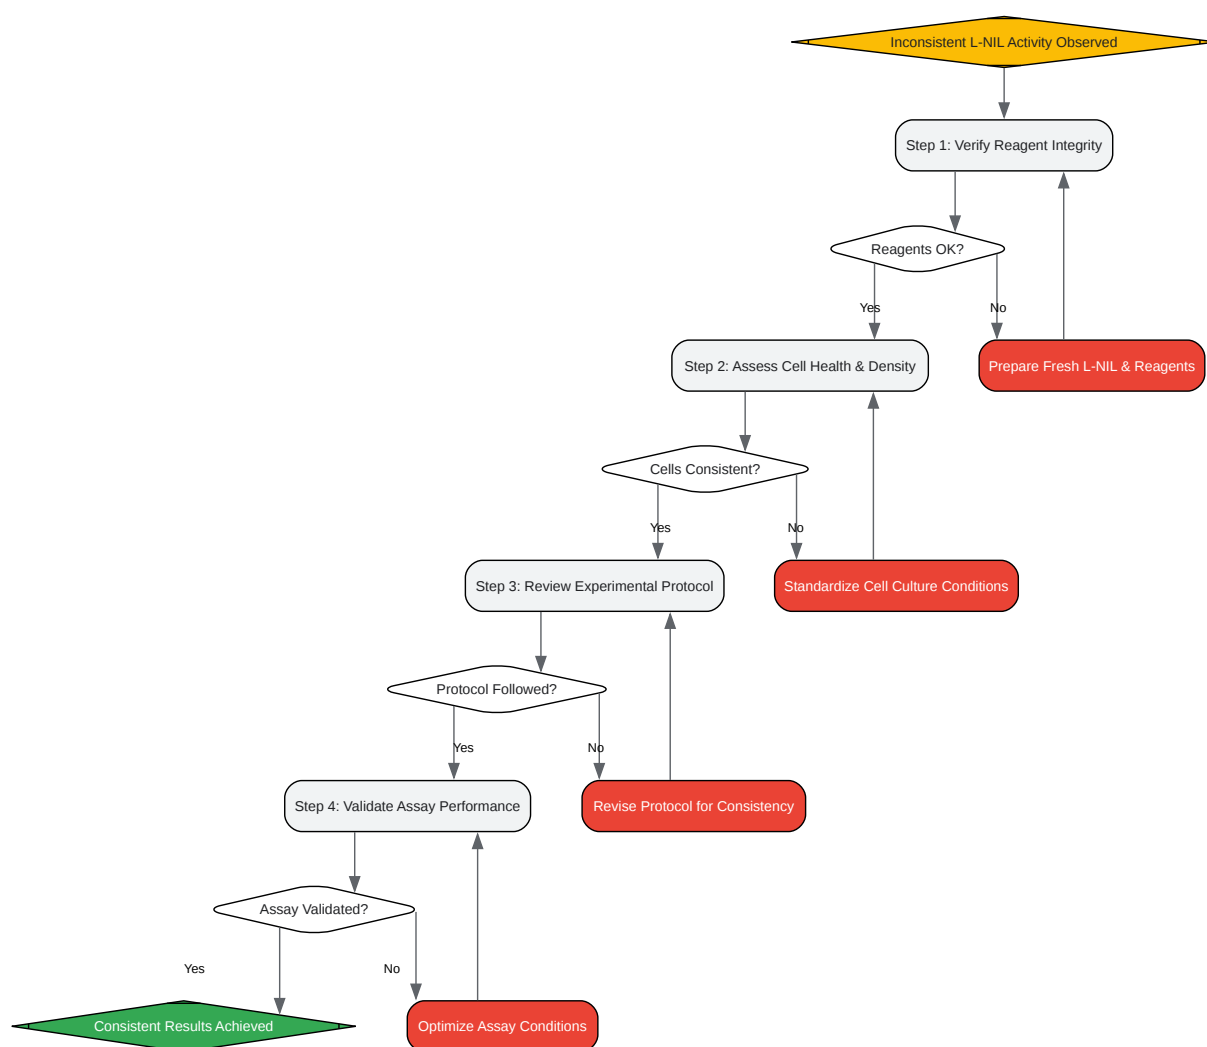 Inconsistent L-NIL Activity Observed
Step 1: Verify Reagent Integrity
Reagents OK?
Yes
No
Step 2: Assess Cell Health & Density
Prepare Fresh L-NIL & Reagents
Cells Consistent?
Yes
No
Step 3: Review Experimental Protocol
Standardize Cell Culture Conditions
Protocol Followed?
Yes
No
Step 4: Validate Assay Performance
Revise Protocol for Consistency
Assay Validated?
Yes
No
Consistent Results Achieved
Optimize Assay Conditions